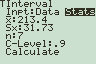 TInterval
Inpt:Data Stats
x̄:213.4
Sx:31.73
n:7
C-Level:.9
Calculate